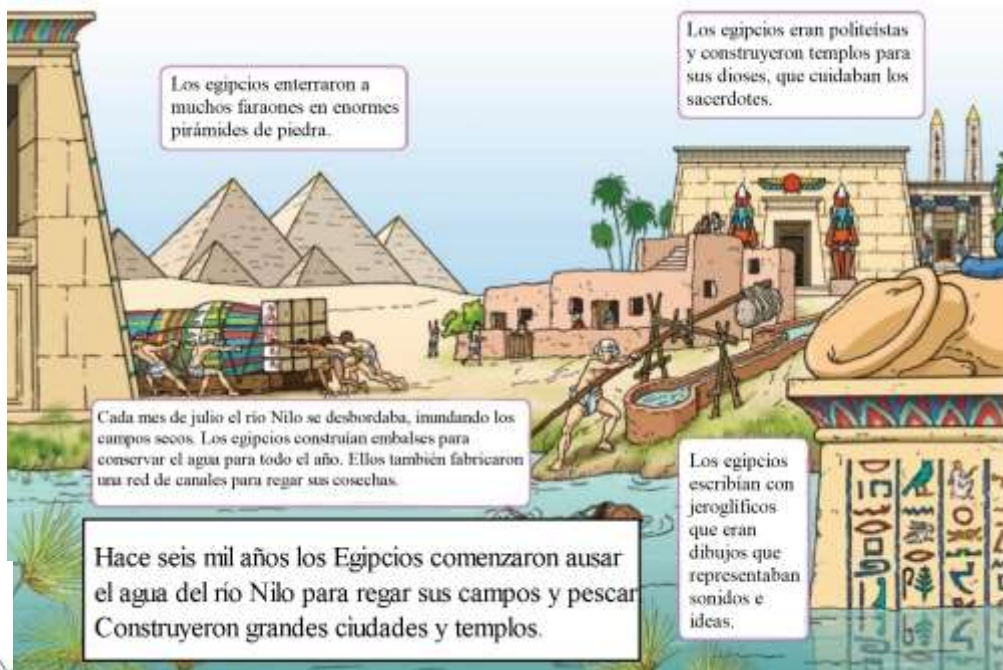 Los egipcios enterraron a
muchos faraones en enormes
pirámides de piedra.
Los egipcios eran politeístas
y construyeron templos para
sus dioses, que cuidaban los
sacerdotes.
Cada mes de julio el río Nilo se desbordaba, inundando los
campos secos. Los egipcios construían embalses para
conservar el agua para todo el año. Ellos también fabricaron
una red de canales para regar sus cosechas.
Los egipcios
escribían con
jeroglíficos
que eran
dibujos que
representaban
sonidos e
ideas.
Hace seis mil años los Egipcios comenzaron ausar
el agua del río Nilo para regar sus campos y pescar
Construyeron grandes ciudades y templos.